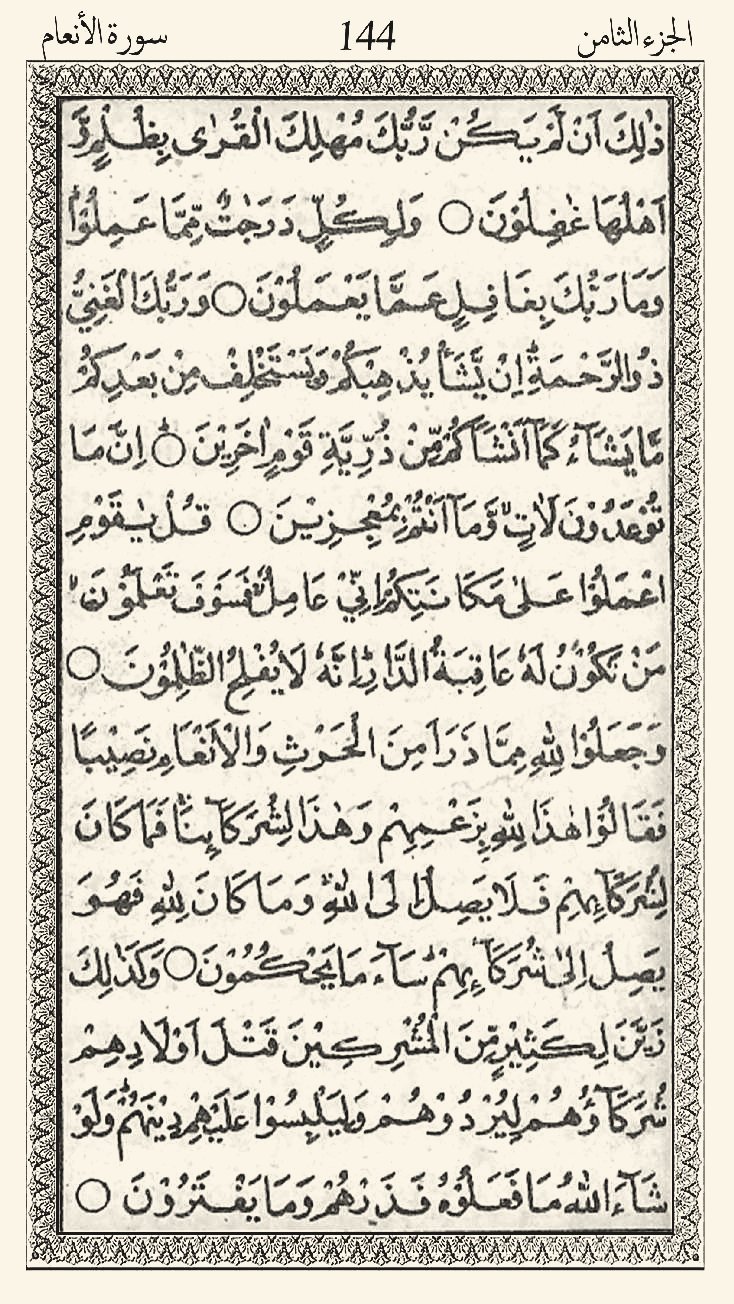 الجزء الثامن 144 سورة الأنعام
ذٰلِكَ اَنْ لَّمْ يَكُنْ رَّبُّكَ مُهْلِكَ الْقُرٰى بِظُلْمٍ وَّ
اَهْلُهَا غٰفِلُوْنَ ○ وَلِكُلٍّ دَرَجٰتٌ مِّمَّا عَمِلُوْا ؕ
وَمَا رَبُّكَ بِغَافِلٍ عَمَّا يَعْمَلُوْنَ ○ وَرَبُّكَ الْغَنِيُّ
ذُو الرَّحْمَةِ ؕ اِنْ يَّشَاْ يُذْهِبْكُمْ وَيَسْتَخْلِفْ مِنْۢ بَعْدِكُمْ
مَّا يَشَآءُ كَمَاۤ اَنْشَاَكُمْ مِّنْ ذُرِّيَّةِ قَوْمٍ اٰخَرِيْنَ ○ؕ اِنَّ مَا
تُوْعَدُوْنَ لَاٰتٍ ۙ وَّمَاۤ اَنْتُمْ بِمُعْجِزِيْنَ ○ قُلْ يٰقَوْمِ
اعْمَلُوْا عَلٰى مَكَانَتِكُمْ اِنِّيْ عَامِلٌ ۚ فَسَوْفَ تَعْلَمُوْنَ ۙ
مَنْ تَكُوْنُ لَهٗ عَاقِبَةُ الدَّارِ ؕ اِنَّهٗ لَا يُفْلِحُ الظّٰلِمُوْنَ ○
وَجَعَلُوْا لِلّٰهِ مِمَّا ذَرَاَ مِنَ الْحَرْثِ وَالْاَنْعَامِ نَصِيْبًا
فَقَالُوْا هٰذَا لِلّٰهِ بِزَعْمِهِمْ وَهٰذَا لِشُرَكَآئِنَا ۚ فَمَا كَانَ
لِشُرَكَآئِهِمْ فَلَا يَصِلُ اِلَى اللّٰهِ ۚ وَمَا كَانَ لِلّٰهِ فَهُوَ
يَصِلُ اِلٰى شُرَكَآئِهِمْ ؕ سَآءَ مَا يَحْكُمُوْنَ ○ وَكَذٰلِكَ
زَيَّنَ لِكَثِيْرٍ مِّنَ الْمُشْرِكِيْنَ قَتْلَ اَوْلَادِهِمْ
شُرَكَآؤُهُمْ لِيُرْدُوْهُمْ وَلِيَلْبِسُوْا عَلَيْهِمْ دِيْنَهُمْ ؕ وَلَوْ
شَآءَ اللّٰهُ مَا فَعَلُوْهُ فَذَرْهُمْ وَمَا يَفْتَرُوْنَ ○